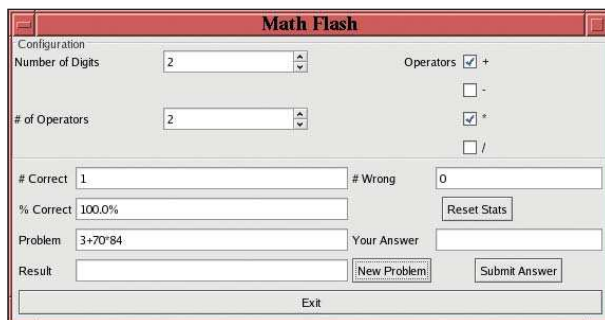 Math Flash
Configuration
Number of Digits 2 Operators +
-
# of Operators 2 *
/
# Correct 1 # Wrong 0
% Correct 100.0% Reset Stats
Problem 3+70*84 Your Answer
Result New Problem Submit Answer
Exit